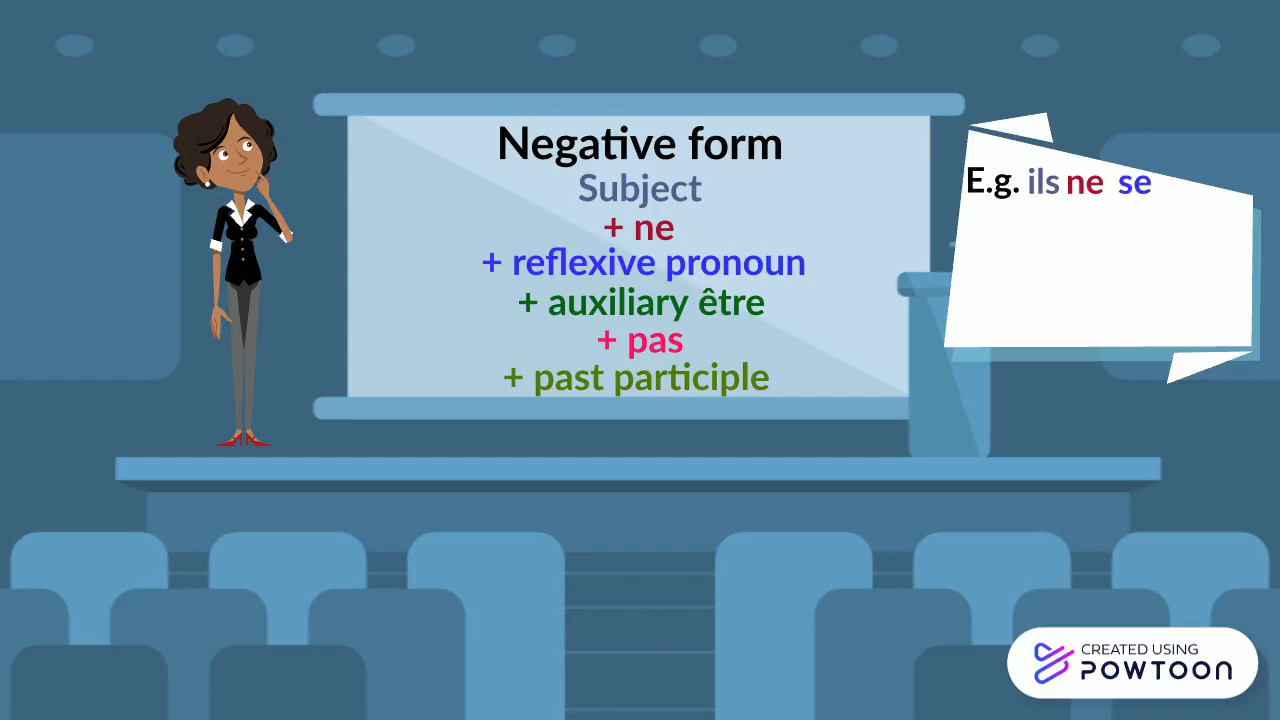 Negative form
Subject
+ ne
+ reflexive pronoun
+ auxiliary être
+ pas
+ past participle
E.g. ils ne se
CREATED USING
POWTOON